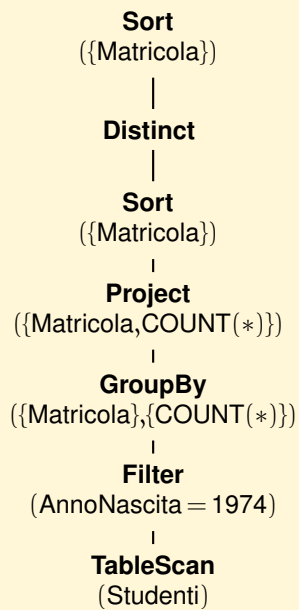 Sort
({Matricola})
Distinct
Sort
({Matricola})
Project
({Matricola,COUNT(∗)})
GroupBy
({Matricola},{COUNT(∗)})
Filter
(AnnoNascita = 1974)
TableScan
(Studenti)